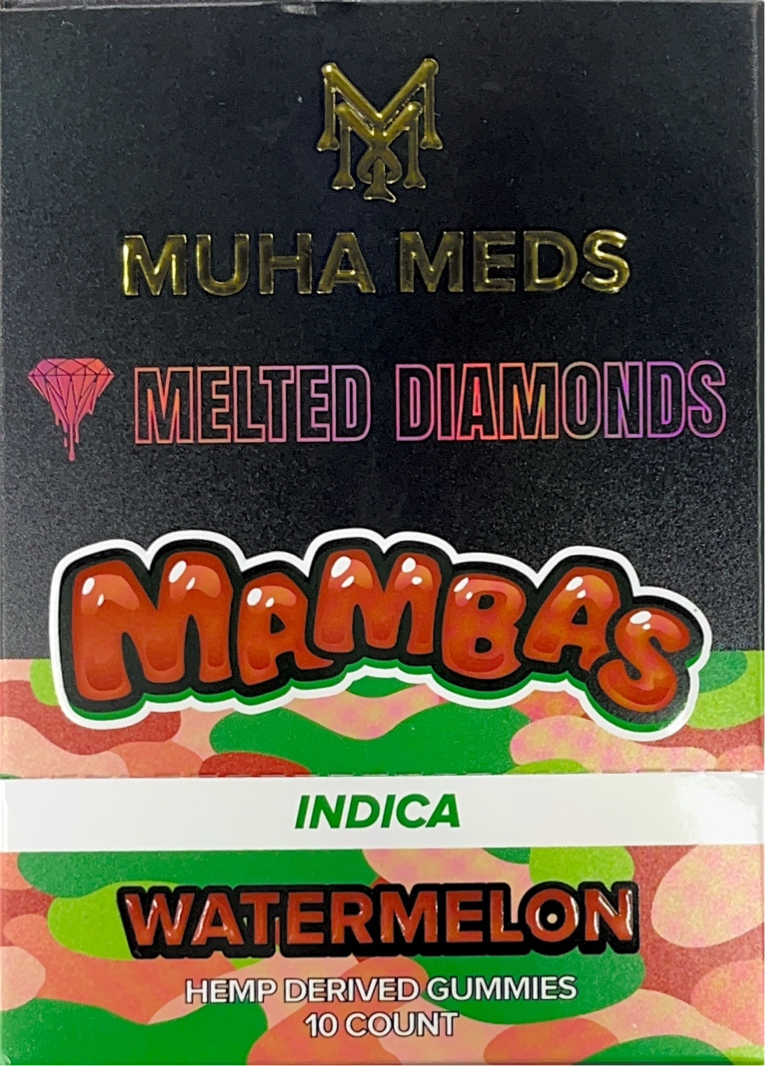 MUHA MEDS
MELTED DIAMONDS
MAMBAS
INDICA
WATERMELON
HEMP DERIVED GUMMIES
10 COUNT